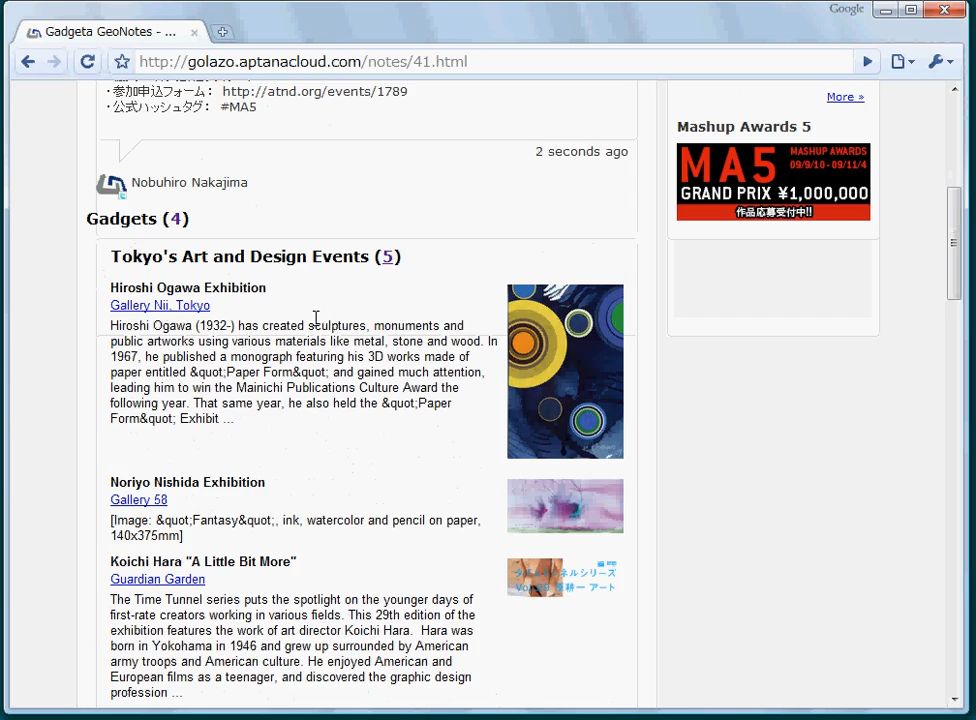 Google
Gadgeta GeoNotes - ...
http://golazo.aptanacloud.com/notes/41.html
・参加申込フォーム： http://atnd.org/events/1789
・公式ハッシュタグ： #MA5
2 seconds ago
Nobuhiro Nakajima
Gadgets (4)
Tokyo's Art and Design Events (5)
Hiroshi Ogawa Exhibition
Gallery Nii, Tokyo
Hiroshi Ogawa (1932-) has created sculptures, monuments and
public artworks using various materials like metal, stone and wood. In
1967, he published a monograph featuring his 3D works made of
paper entitled &quot;Paper Form&quot; and gained much attention,
leading him to win the Mainichi Publications Culture Award the
following year. That same year, he also held the &quot;Paper
Form&quot; Exhibit ...
Noriyo Nishida Exhibition
Gallery 58
[Image: &quot;Fantasy&quot;, ink, watercolor and pencil on paper,
140x375mm]
Koichi Hara "A Little Bit More"
Guardian Garden
The Time Tunnel series puts the spotlight on the younger days of
first-rate creators working in various fields. This 29th edition of the
exhibition features the work of art director Koichi Hara. Hara was
born in Yokohama in 1946 and grew up surrounded by American
army troops and American culture. He enjoyed American and
European films as a teenager, and discovered the graphic design
profession ...
More »
Mashup Awards 5
MA5 MASHUP AWARDS
09/9/10-09/11/4
GRAND PRIX ¥1,000,000
作品応募受付中!!